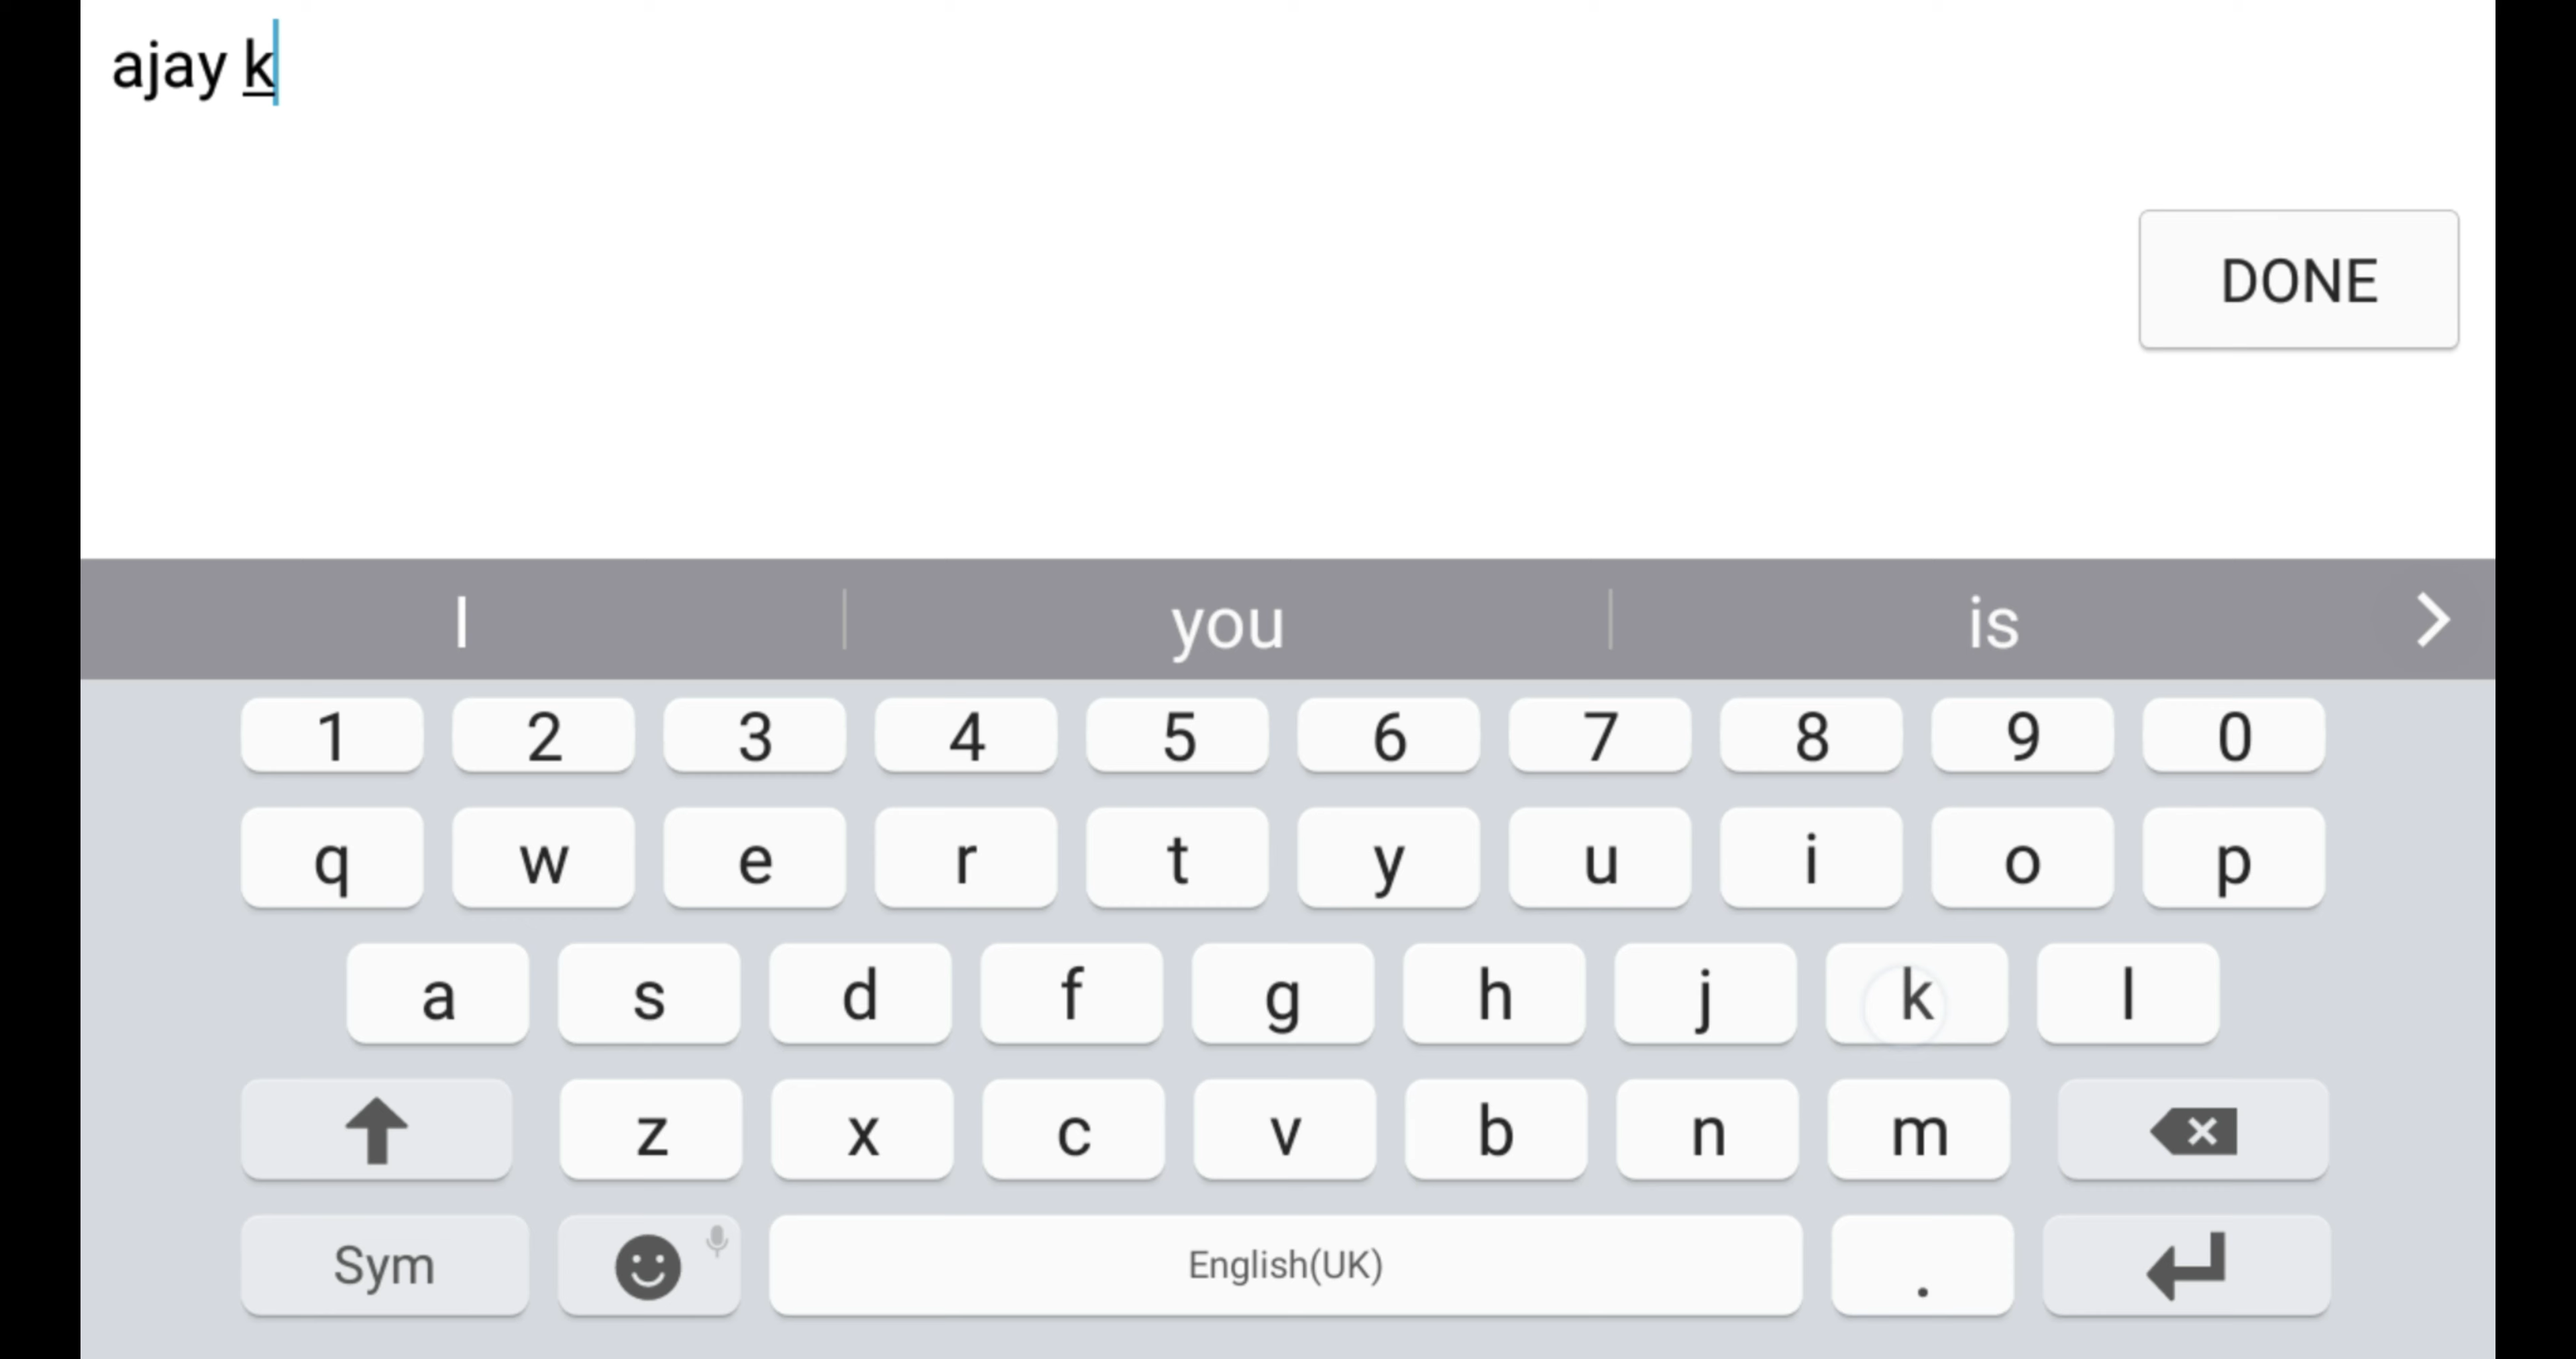 ajay k
DONE
I you is
1 2 3 4 5 6 7 8 9 0
q w e r t y u i o p
a s d f g h j k l
z x c v b n m
Sym English(UK) .